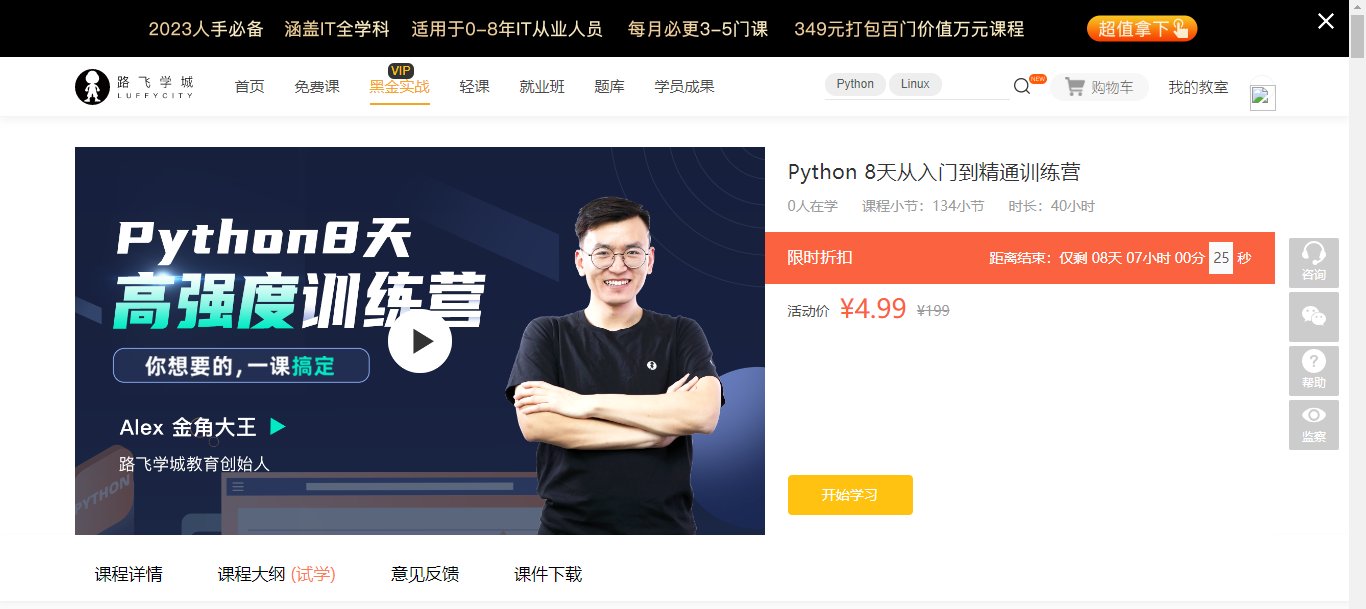 2023人手必备 涵盖IT全学科 适用于0-8年IT从业人员 每月必更3-5门课 349元打包百门价值万元课程 超值拿下
路飞学城
LUFFYCITY
首页 免费课 黑金实战 VIP 轻课 就业班 题库 学员成果 Python Linux NEW 购物车 我的教室
Python 8天从入门到精通训练营
0人在学 课程小节：134小节 时长：40小时
限时折扣 距离结束：仅剩 08天 07小时 00分 25 秒
活动价 ¥4.99 ¥199
开始学习
Python8天
高强度训练营
你想要的,一课搞定
Alex 金角大王
路飞学城教育创始人
PYTHON
咨询
帮助
监察
课程详情 课程大纲 (试学) 意见反馈 课件下载